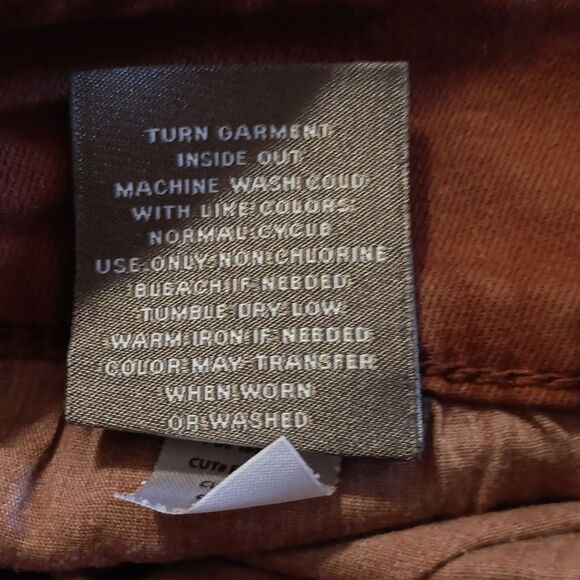 TURN GARMENT
INSIDE OUT
MACHINE WASH COLD
WITH LIKE COLORS
NORMAL CYCLE
USE ONLY NON CHLORINE
BLEACH IF NEEDED
TUMBLE DRY LOW
WARM IRON IF NEEDED
COLOR MAY TRANSFER
WHEN WORN
OR WASHED
CUT#